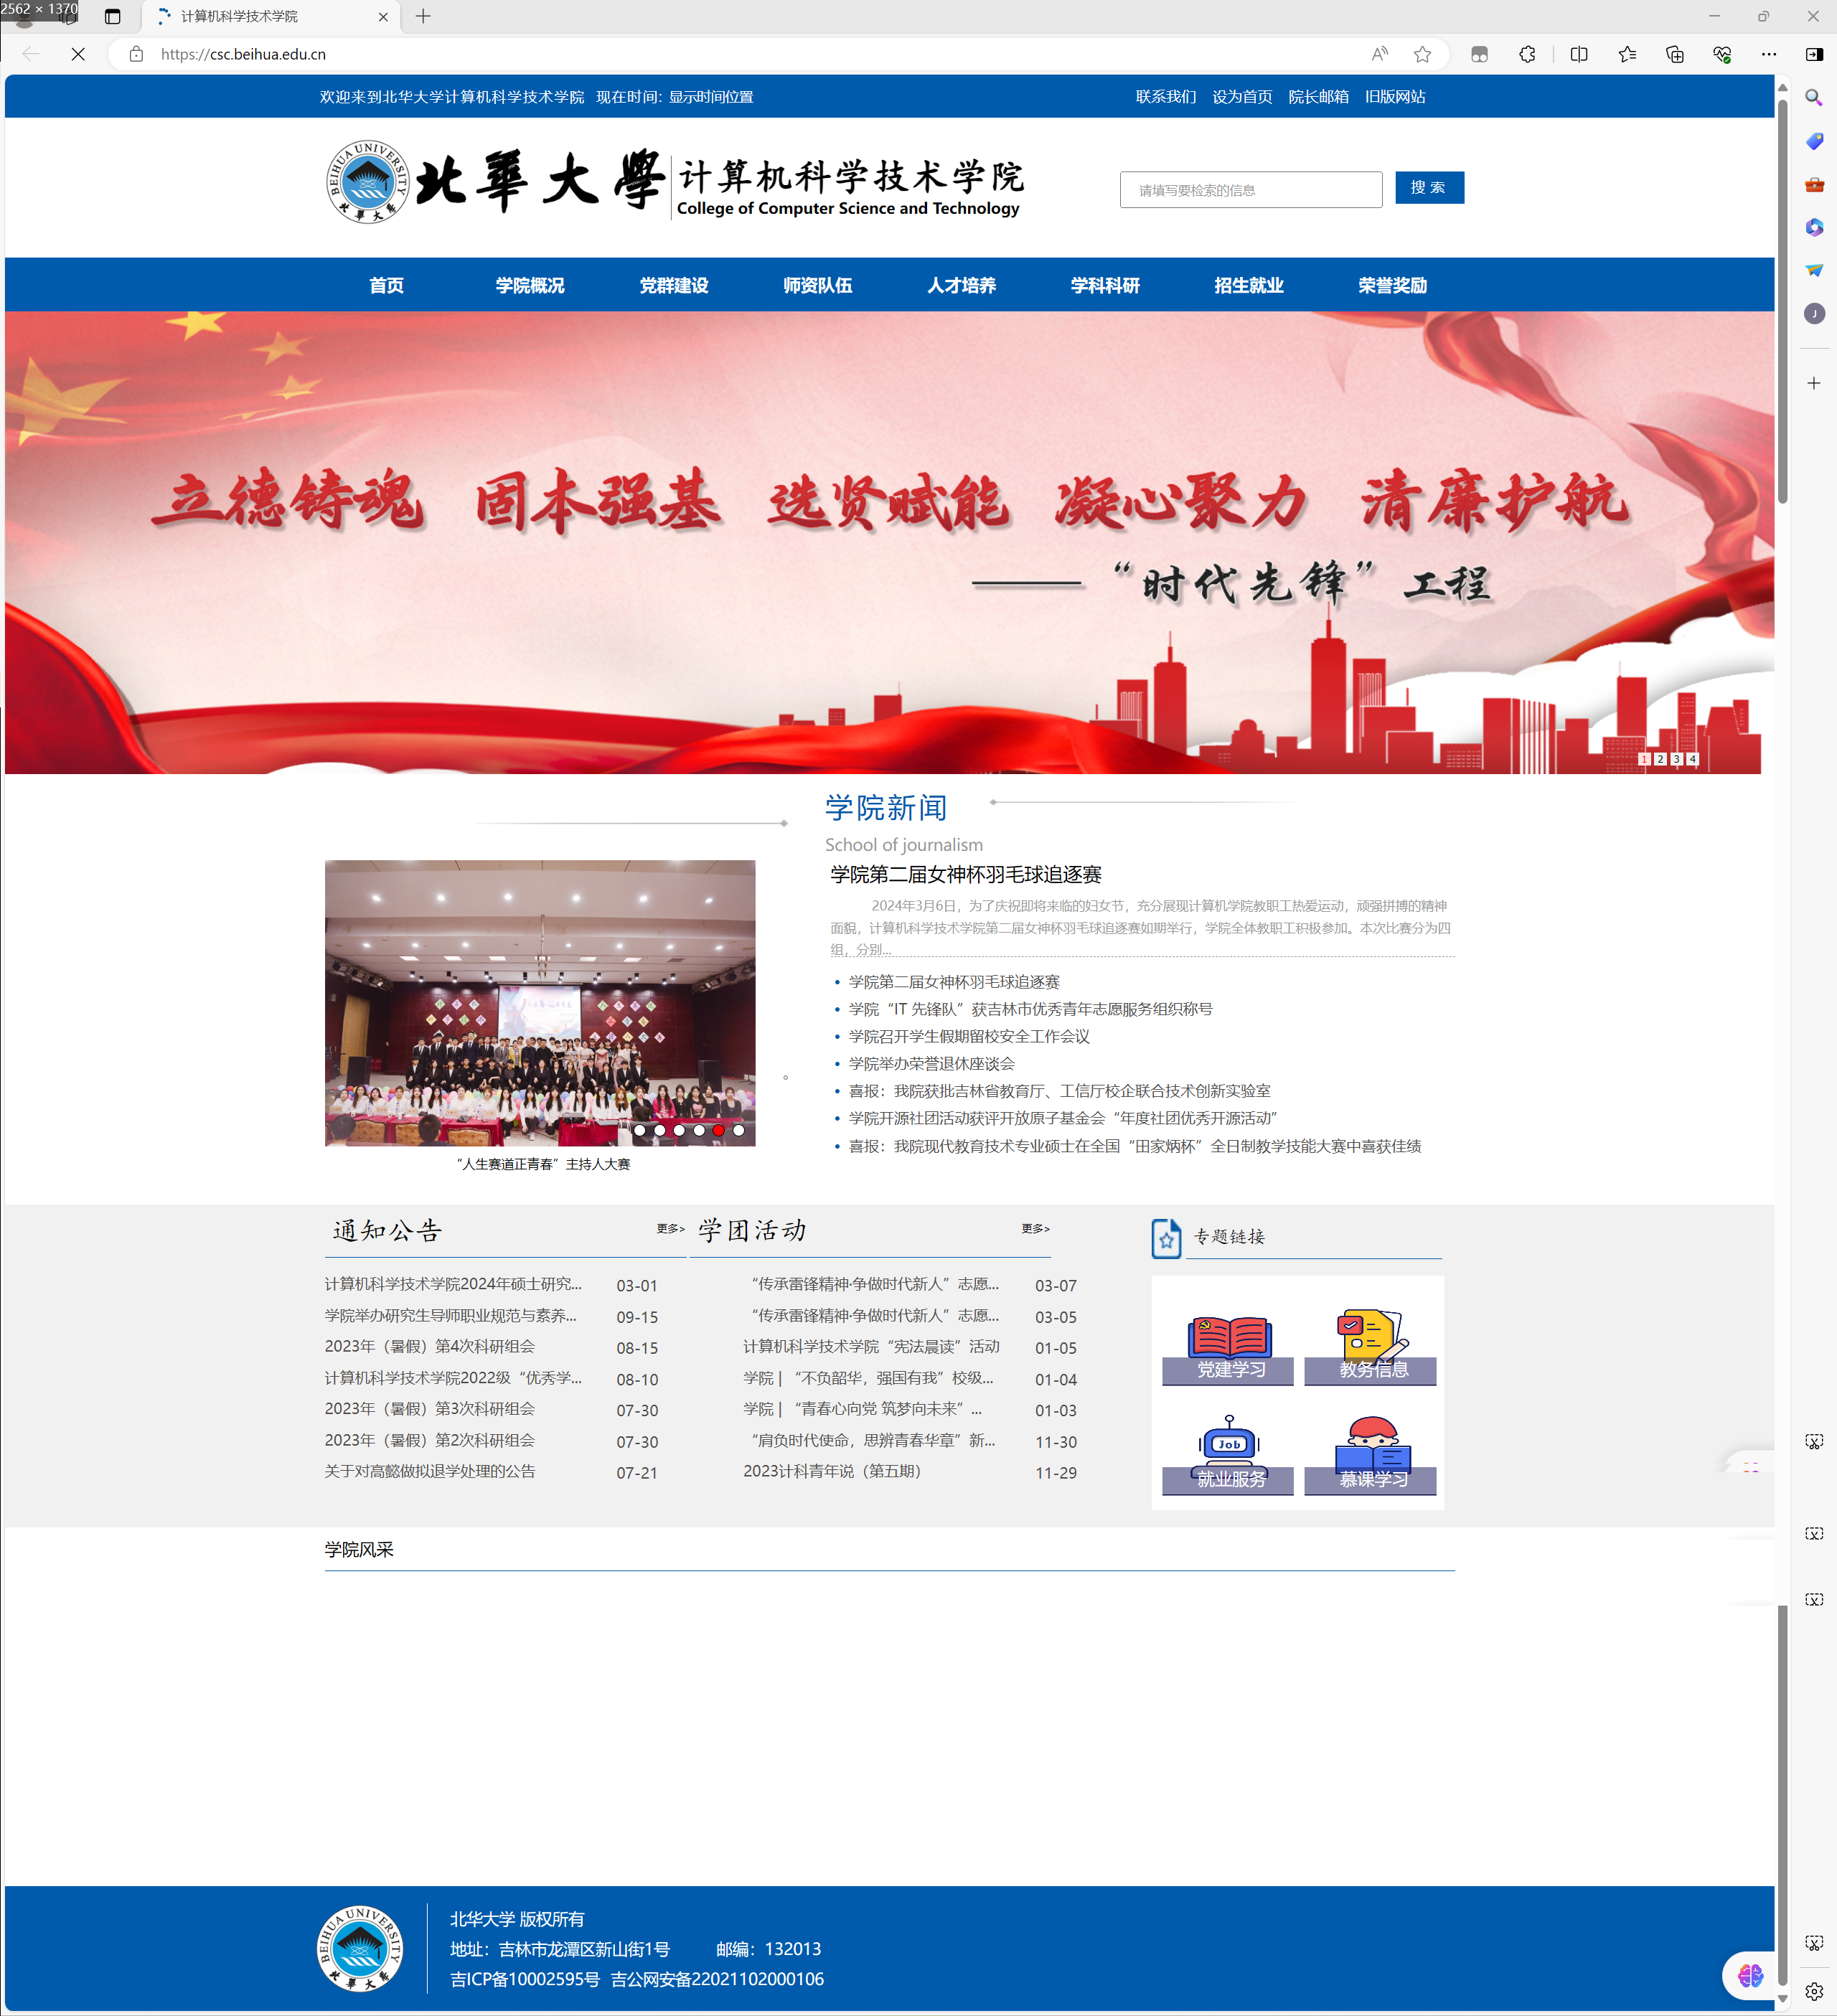 2562 × 1370
计算机科学技术学院
https://csc.beihua.edu.cn
欢迎来到北华大学计算机科学技术学院 现在时间：显示时间位置
联系我们 设为首页 院长邮箱 旧版网站
BEIHUA UNIVERSITY
北華大學
北華大學
计算机科学技术学院
College of Computer Science and Technology
请填写要检索的信息
搜 索
首页 学院概况 党群建设 师资队伍 人才培养 学科科研 招生就业 荣誉奖励
立德铸魂 固本强基 选贤赋能 凝心聚力 清廉护航
——“时代先锋”工程
1 2 3 4
学院新闻
School of journalism
学院第二届女神杯羽毛球追逐赛
2024年3月6日，为了庆祝即将来临的妇女节，充分展现计算机学院教职工热爱运动，顽强拼搏的精神
面貌，计算机科学技术学院第二届女神杯羽毛球追逐赛如期举行，学院全体教职工积极参加。本次比赛分为四
组，分别...
学院第二届女神杯羽毛球追逐赛
学院“IT 先锋队”获吉林市优秀青年志愿服务组织称号
学院召开学生假期留校安全工作会议
学院举办荣誉退休座谈会
喜报：我院获批吉林省教育厅、工信厅校企联合技术创新实验室
学院开源社团活动获评开放原子基金会“年度社团优秀开源活动”
喜报：我院现代教育技术专业硕士在全国“田家炳杯”全日制教学技能大赛中喜获佳绩
“人生赛道正青春”主持人大赛
通知公告 更多>
计算机科学技术学院2024年硕士研究... 03-01
学院举办研究生导师职业规范与素养... 09-15
2023年（暑假）第4次科研组会 08-15
计算机科学技术学院2022级“优秀学... 08-10
2023年（暑假）第3次科研组会 07-30
2023年（暑假）第2次科研组会 07-30
关于对高懿做拟退学处理的公告 07-21
学团活动 更多>
“传承雷锋精神·争做时代新人”志愿... 03-07
“传承雷锋精神·争做时代新人”志愿... 03-05
计算机科学技术学院“宪法晨读”活动 01-05
学院 | “不负韶华，强国有我”校级... 01-04
学院 | “青春心向党 筑梦向未来”... 01-03
“肩负时代使命，思辨青春华章”新... 11-30
2023计科青年说（第五期） 11-29
专题链接
党建学习 教务信息
Job
就业服务 慕课学习
学院风采
BEIHUA UNIVERSITY
北華大學
北华大学 版权所有
地址：吉林市龙潭区新山街1号 邮编：132013
吉ICP备10002595号 吉公网安备22021102000106
J